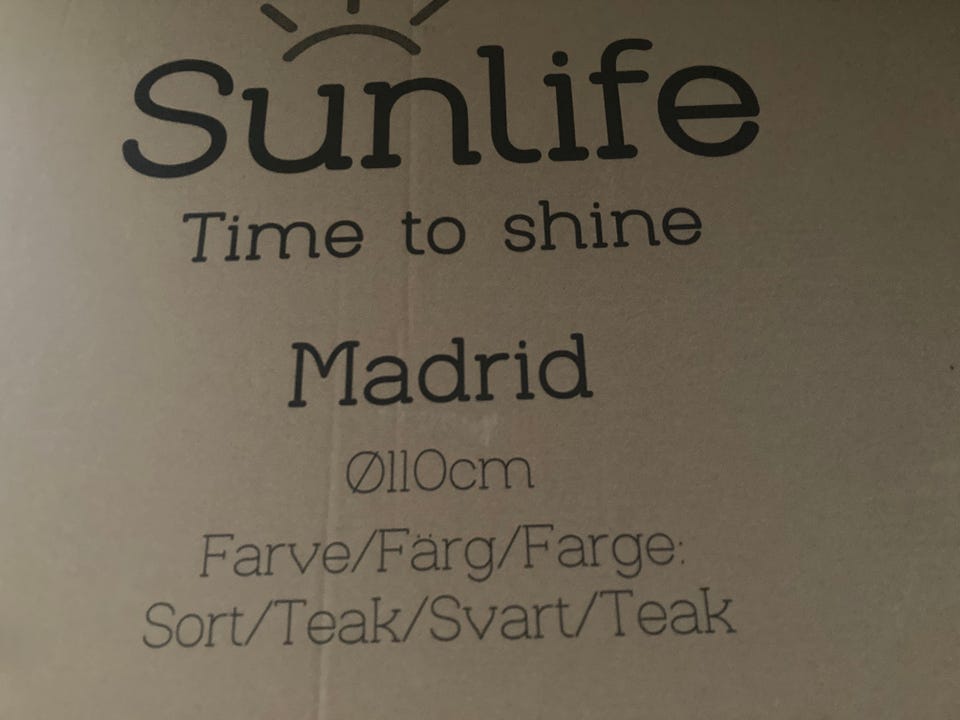 Sunlife
Time to shine
Madrid
Ø110cm
Farve/Färg/Farge:
Sort/Teak/Svart/Teak